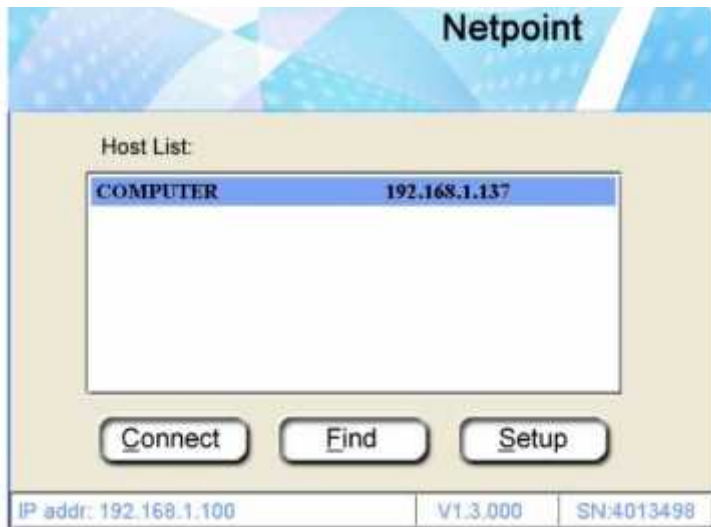 Netpoint
Host List:
COMPUTER 192.168.1.137
Connect Find Setup
IP addr: 192.168.1.100 V1.3.000 SN:4013498